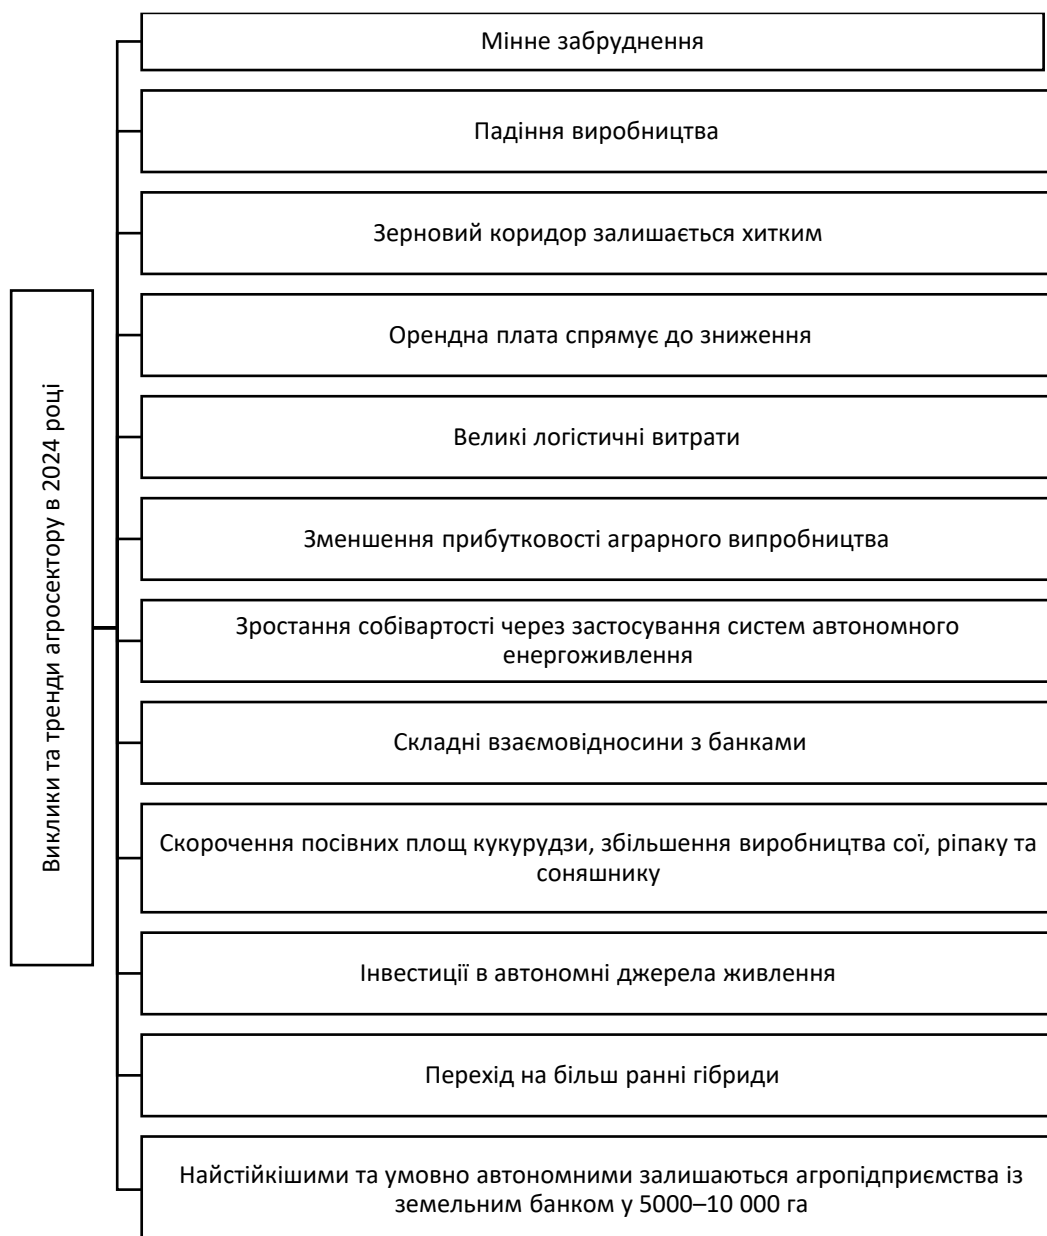 Виклики та тренди агросектору в 2024 році
Мінне забруднення
Падіння виробництва
Зерновий коридор залишається хитким
Орендна плата спрямує до зниження
Великі логістичні витрати
Зменшення прибутковості аграрного випробництва
Зростання собівартості через застосування систем автономного
енергоживлення
Складні взаємовідносини з банками
Скорочення посівних площ кукурудзи, збільшення виробництва сої, ріпаку та
соняшнику
Інвестиції в автономні джерела живлення
Перехід на більш ранні гібриди
Найстійкішими та умовно автономними залишаються агропідприємства із
земельним банком у 5000–10 000 га